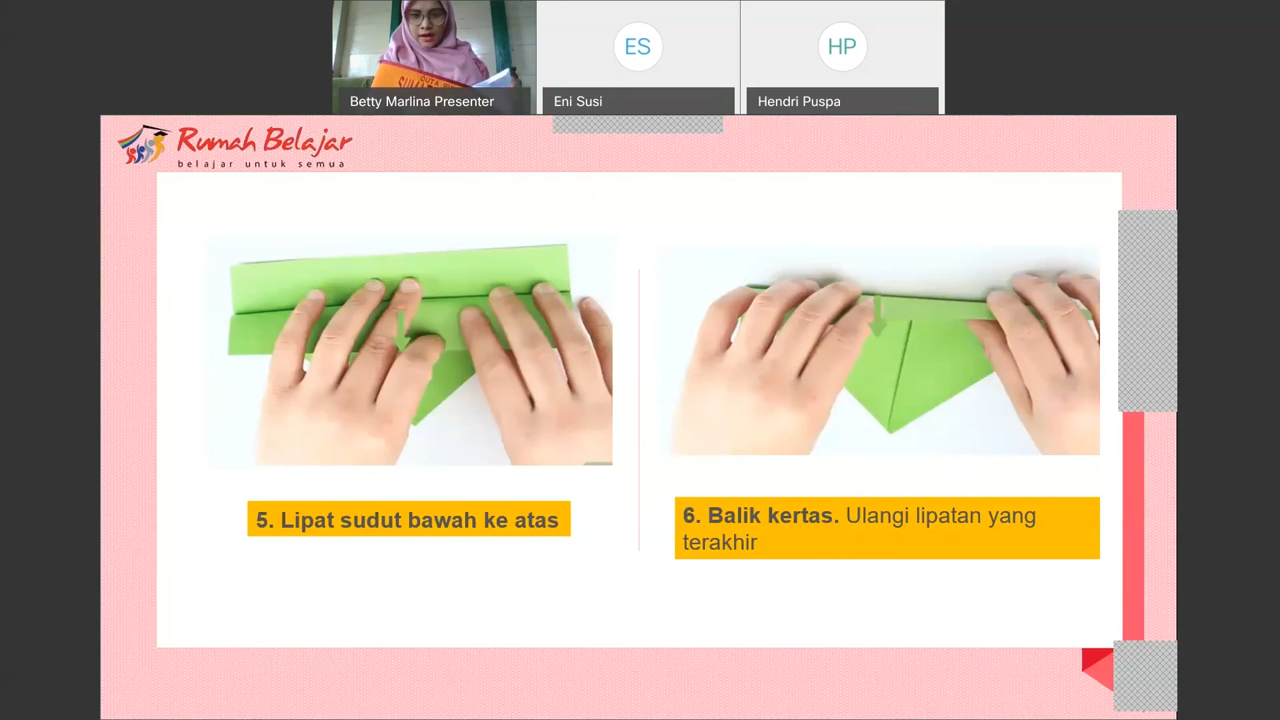 ES
HP
Betty Marlina Presenter
Eni Susi
Hendri Puspa
Rumah Belajar
belajar untuk semua
5. Lipat sudut bawah ke atas
6. Balik kertas. Ulangi lipatan yang
terakhir